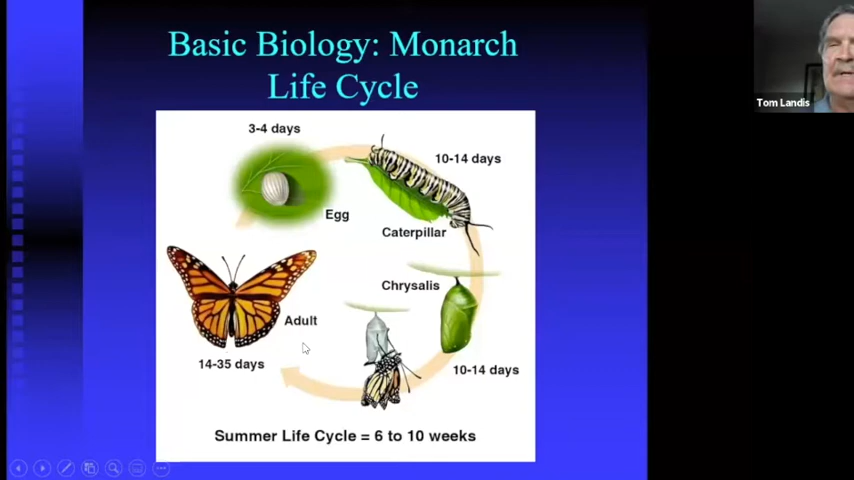 Basic Biology: Monarch
Life Cycle
Tom Landis
3-4 days
10-14 days
Egg
Caterpillar
Chrysalis
Adult
14-35 days
10-14 days
Summer Life Cycle = 6 to 10 weeks